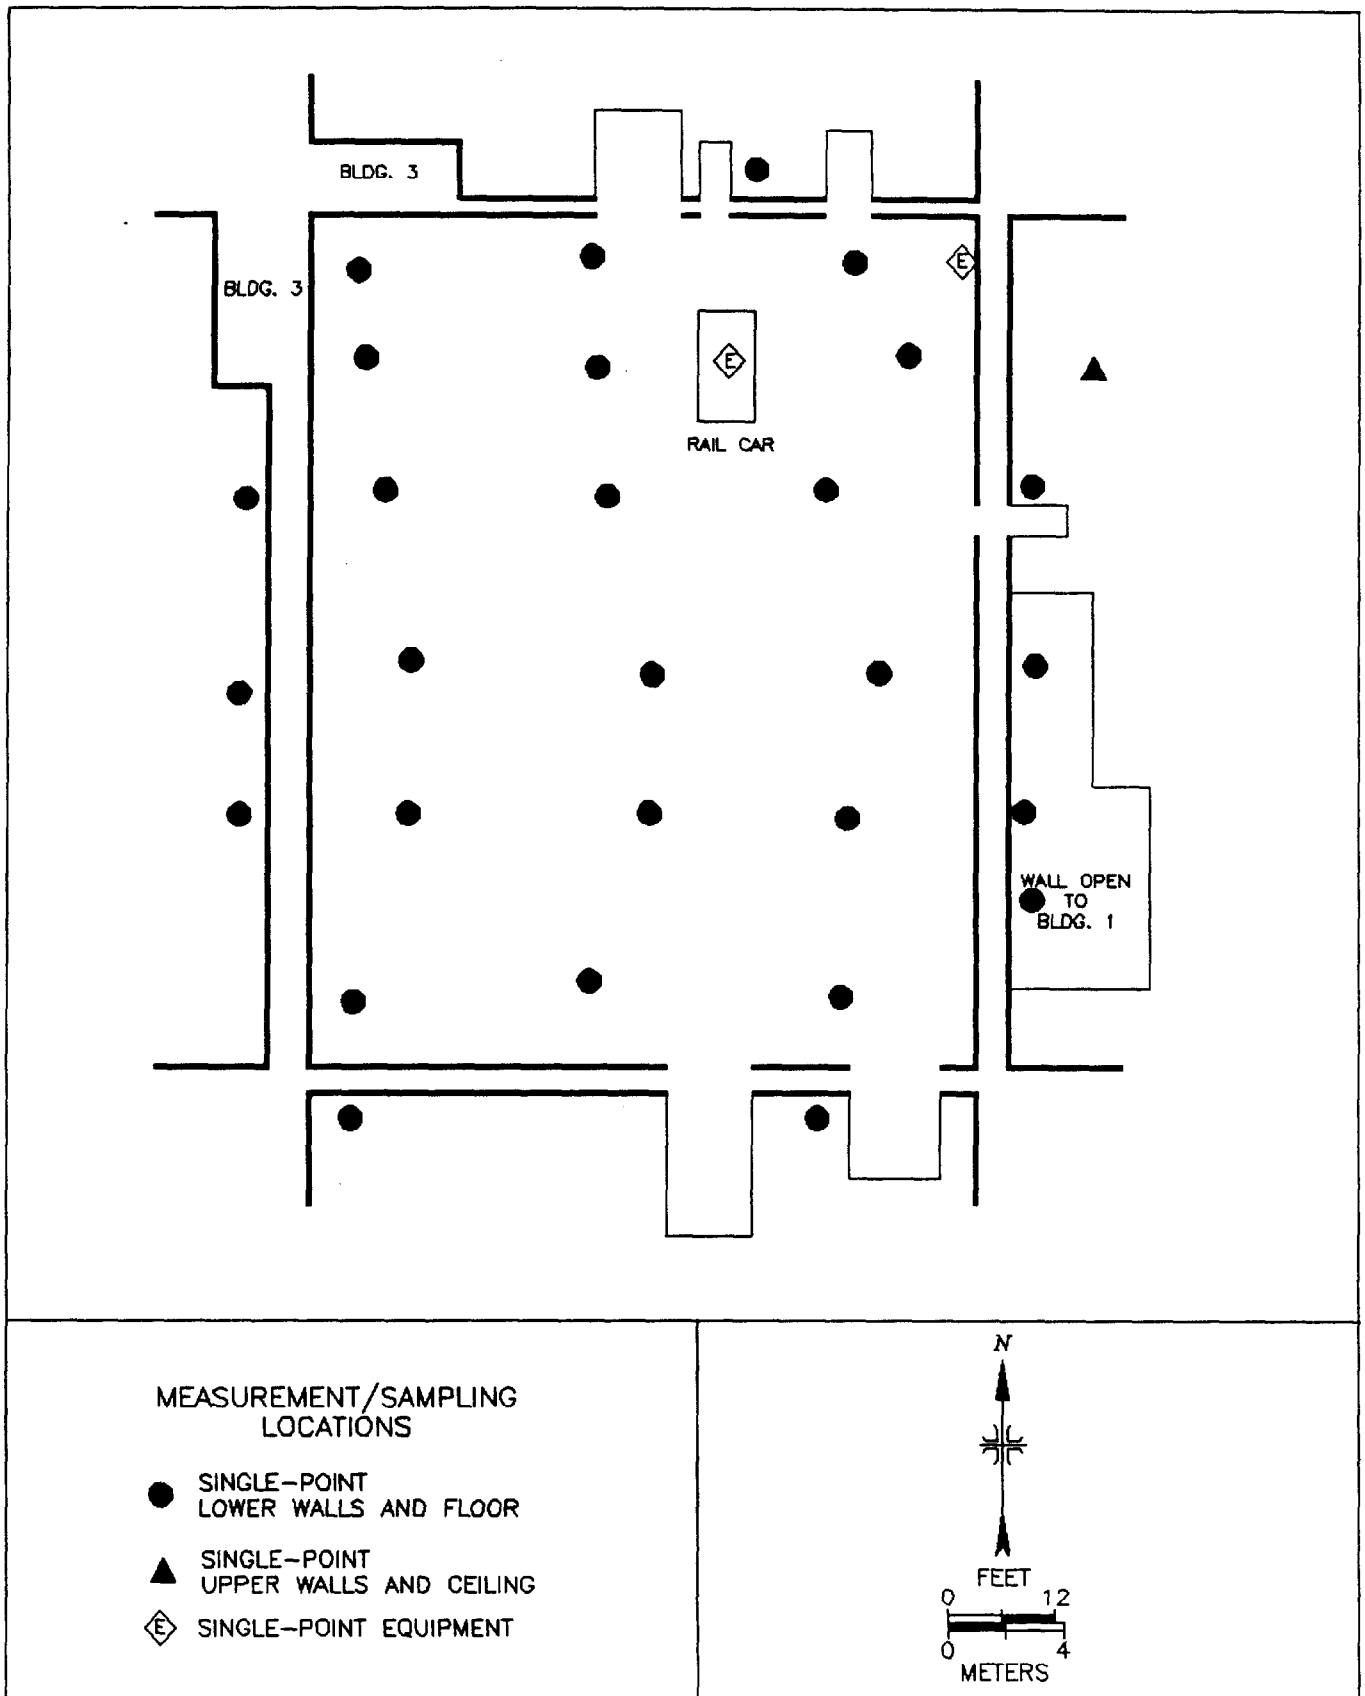 BLDG. 3
BLDG. 3
E
E
RAIL CAR
WALL OPEN
TO
BLDG. 1
MEASUREMENT/SAMPLING
LOCATIONS
SINGLE-POINT
LOWER WALLS AND FLOOR
SINGLE-POINT
UPPER WALLS AND CEILING
E SINGLE-POINT EQUIPMENT
N
FEET
0 12
0 4
METERS